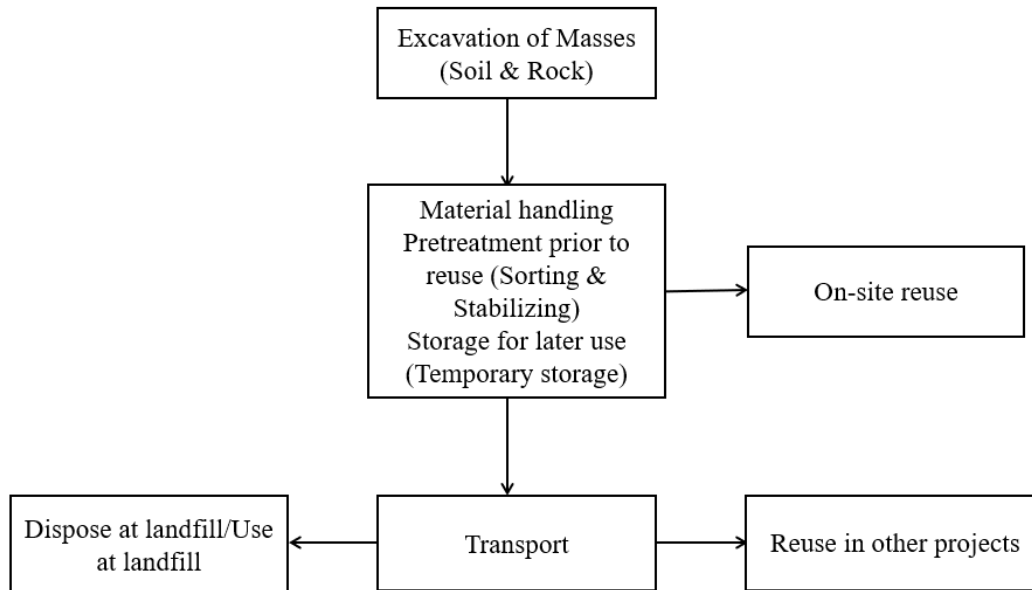 Excavation of Masses
(Soil & Rock)
Material handling
Pretreatment prior to
reuse (Sorting &
Stabilizing)
Storage for later use
(Temporary storage)
On-site reuse
Dispose at landfill/Use
at landfill
Transport
Reuse in other projects